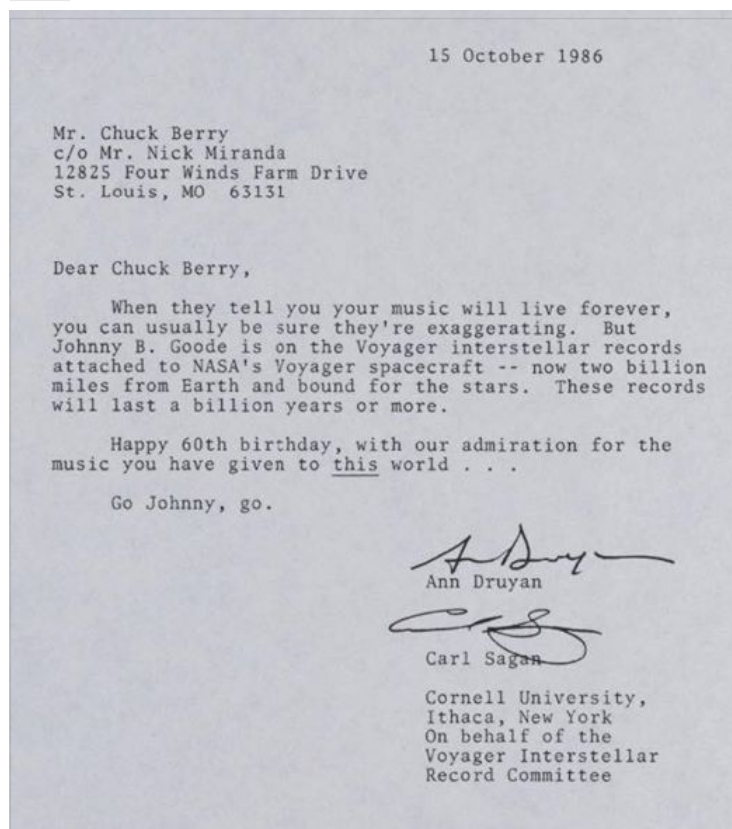 15 October 1986
Mr. Chuck Berry
c/o Mr. Nick Miranda
12825 Four Winds Farm Drive
St. Louis, MO 63131
Dear Chuck Berry,
When they tell you your music will live forever,
you can usually be sure they're exaggerating. But
Johnny B. Goode is on the Voyager interstellar records
attached to NASA's Voyager spacecraft -- now two billion
miles from Earth and bound for the stars. These records
will last a billion years or more.
Happy 60th birthday, with our admiration for the
music you have given to this world . . .
Go Johnny, go.
Ann Druyan
Carl Sagan
Cornell University,
Ithaca, New York
On behalf of the
Voyager Interstellar
Record Committee